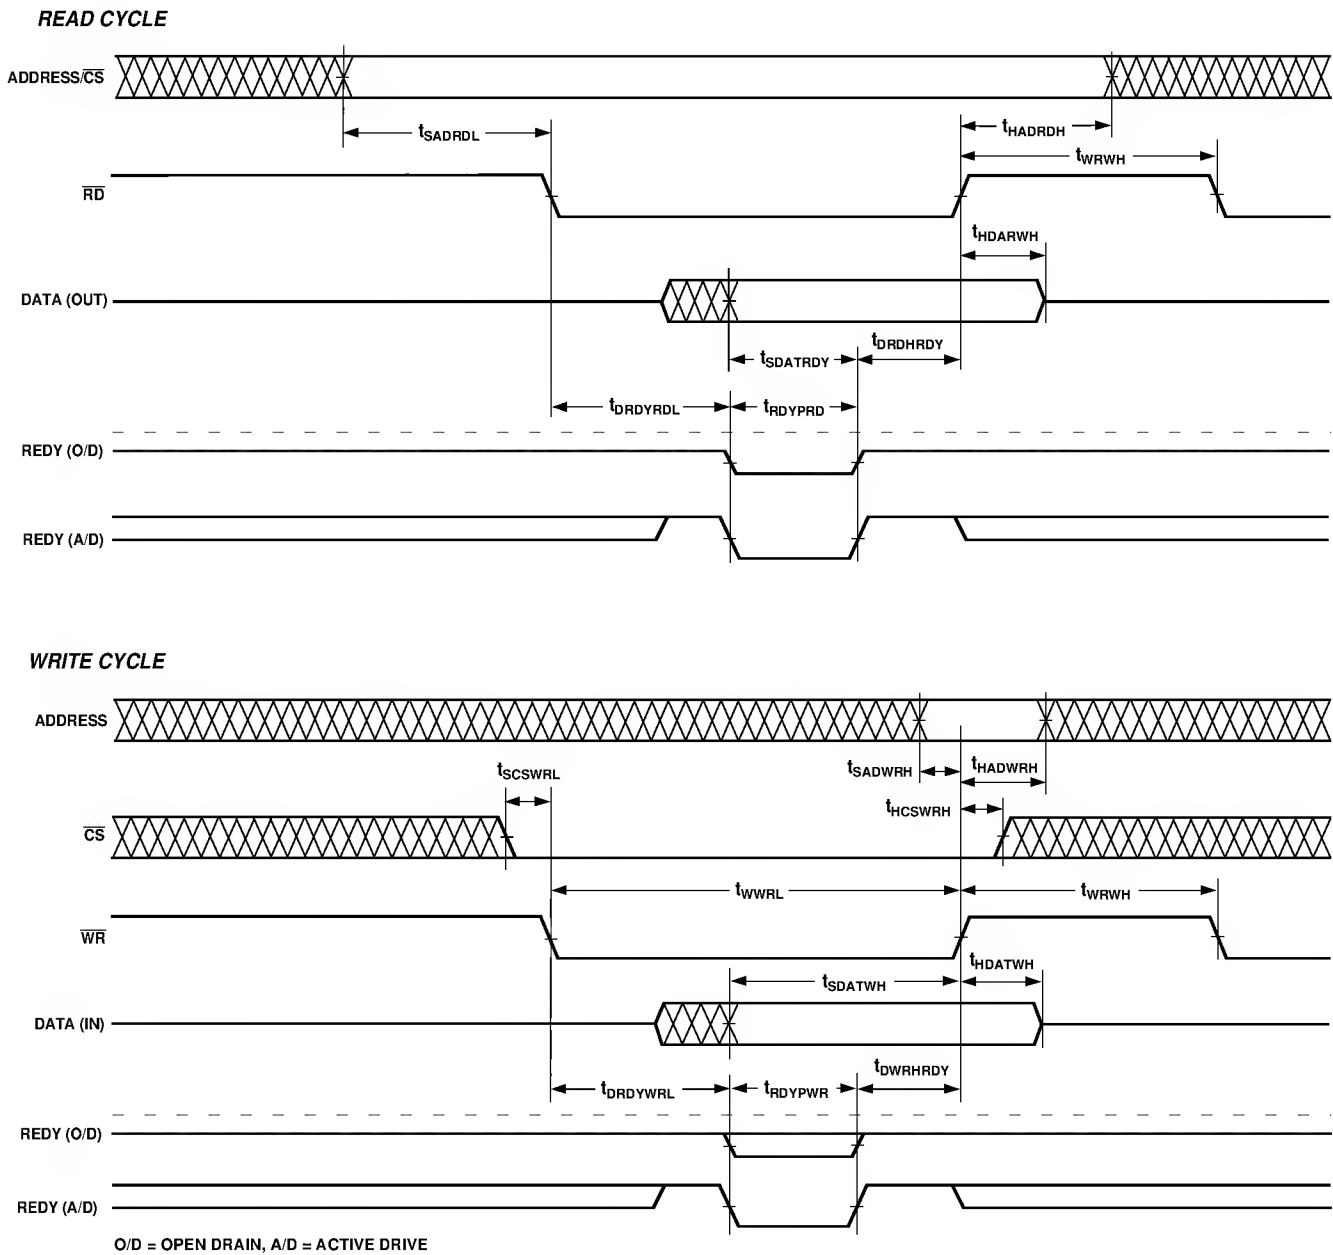 READ CYCLE
ADDRESS/CS
tSADRDL
tHADRDH
tWRWH
RD
tHDARWH
DATA (OUT)
tSDATRDY
tDRDHRDY
tDRDYRDL
tRDYPRD
REDY (O/D)
REDY (A/D)
WRITE CYCLE
ADDRESS
tSCSWRL
tSADWRH
tHADWRH
tHCSWRH
CS
tWWRL
tWRWH
WR
tHDATWH
tSDATWH
DATA (IN)
tDWRHRDY
tDRDYWRL
tRDYPWR
REDY (O/D)
REDY (A/D)
O/D = OPEN DRAIN, A/D = ACTIVE DRIVE